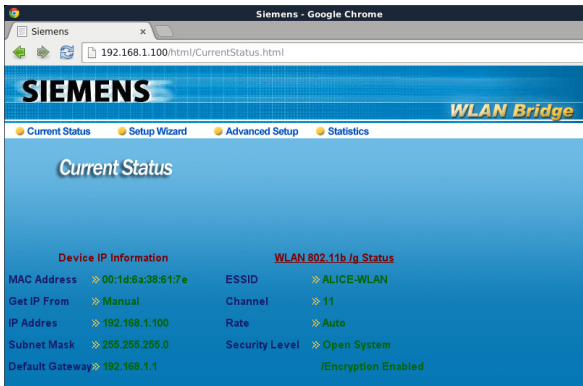 Siemens - Google Chrome
Siemens ×
192.168.1.100/html/CurrentStatus.html
SIEMENS
WLAN Bridge
Current Status Setup Wizard Advanced Setup Statistics
Current Status
Device IP Information WLAN 802.11b /g Status
MAC Address » 00:1d:6a:38:61:7e ESSID » ALICE-WLAN
Get IP From » Manual Channel » 11
IP Addres » 192.168.1.100 Rate » Auto
Subnet Mask » 255.255.255.0 Security Level » Open System
Default Gateway » 192.168.1.1 /Encryption Enabled